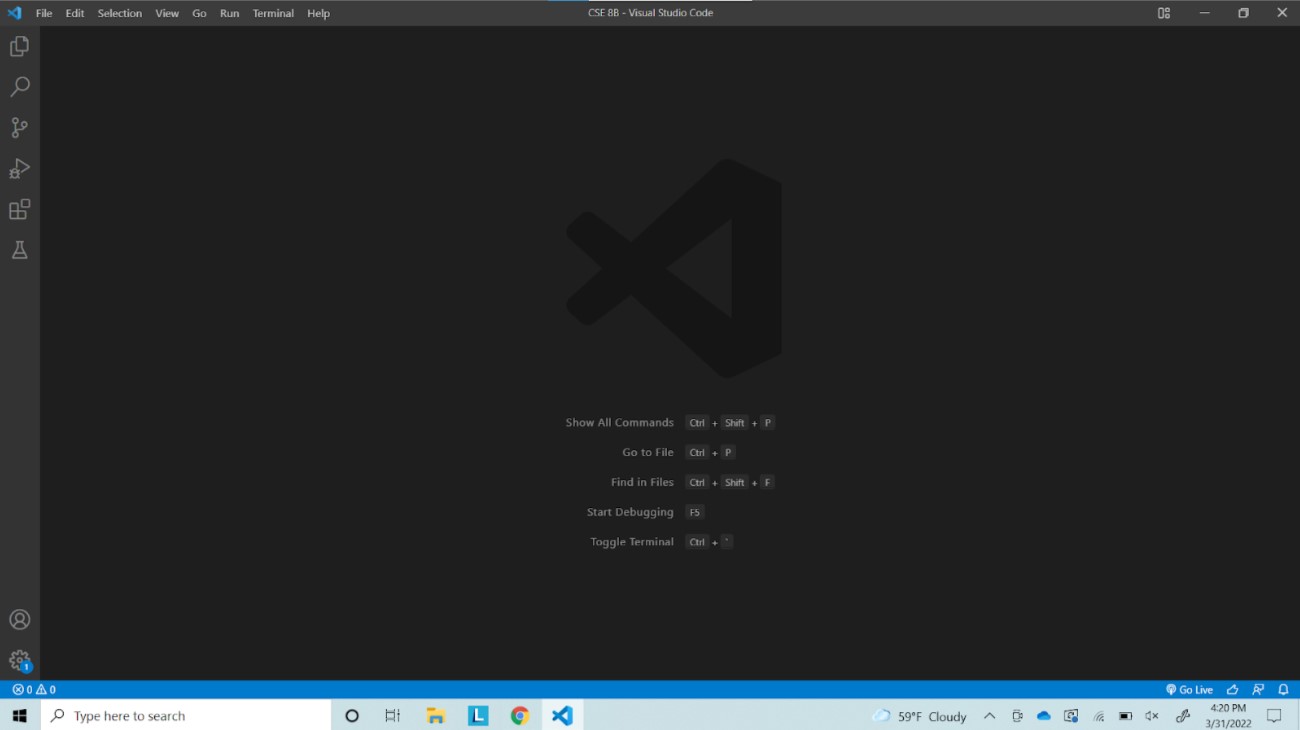 File Edit Selection View Go Run Terminal Help CSE 8B - Visual Studio Code
Show All Commands Ctrl + Shift + P
Go to File Ctrl + P
Find in Files Ctrl + Shift + F
Start Debugging F5
Toggle Terminal Ctrl + `
1
0 0 Go Live
Type here to search L 59°F Cloudy 4:20 PM
3/31/2022